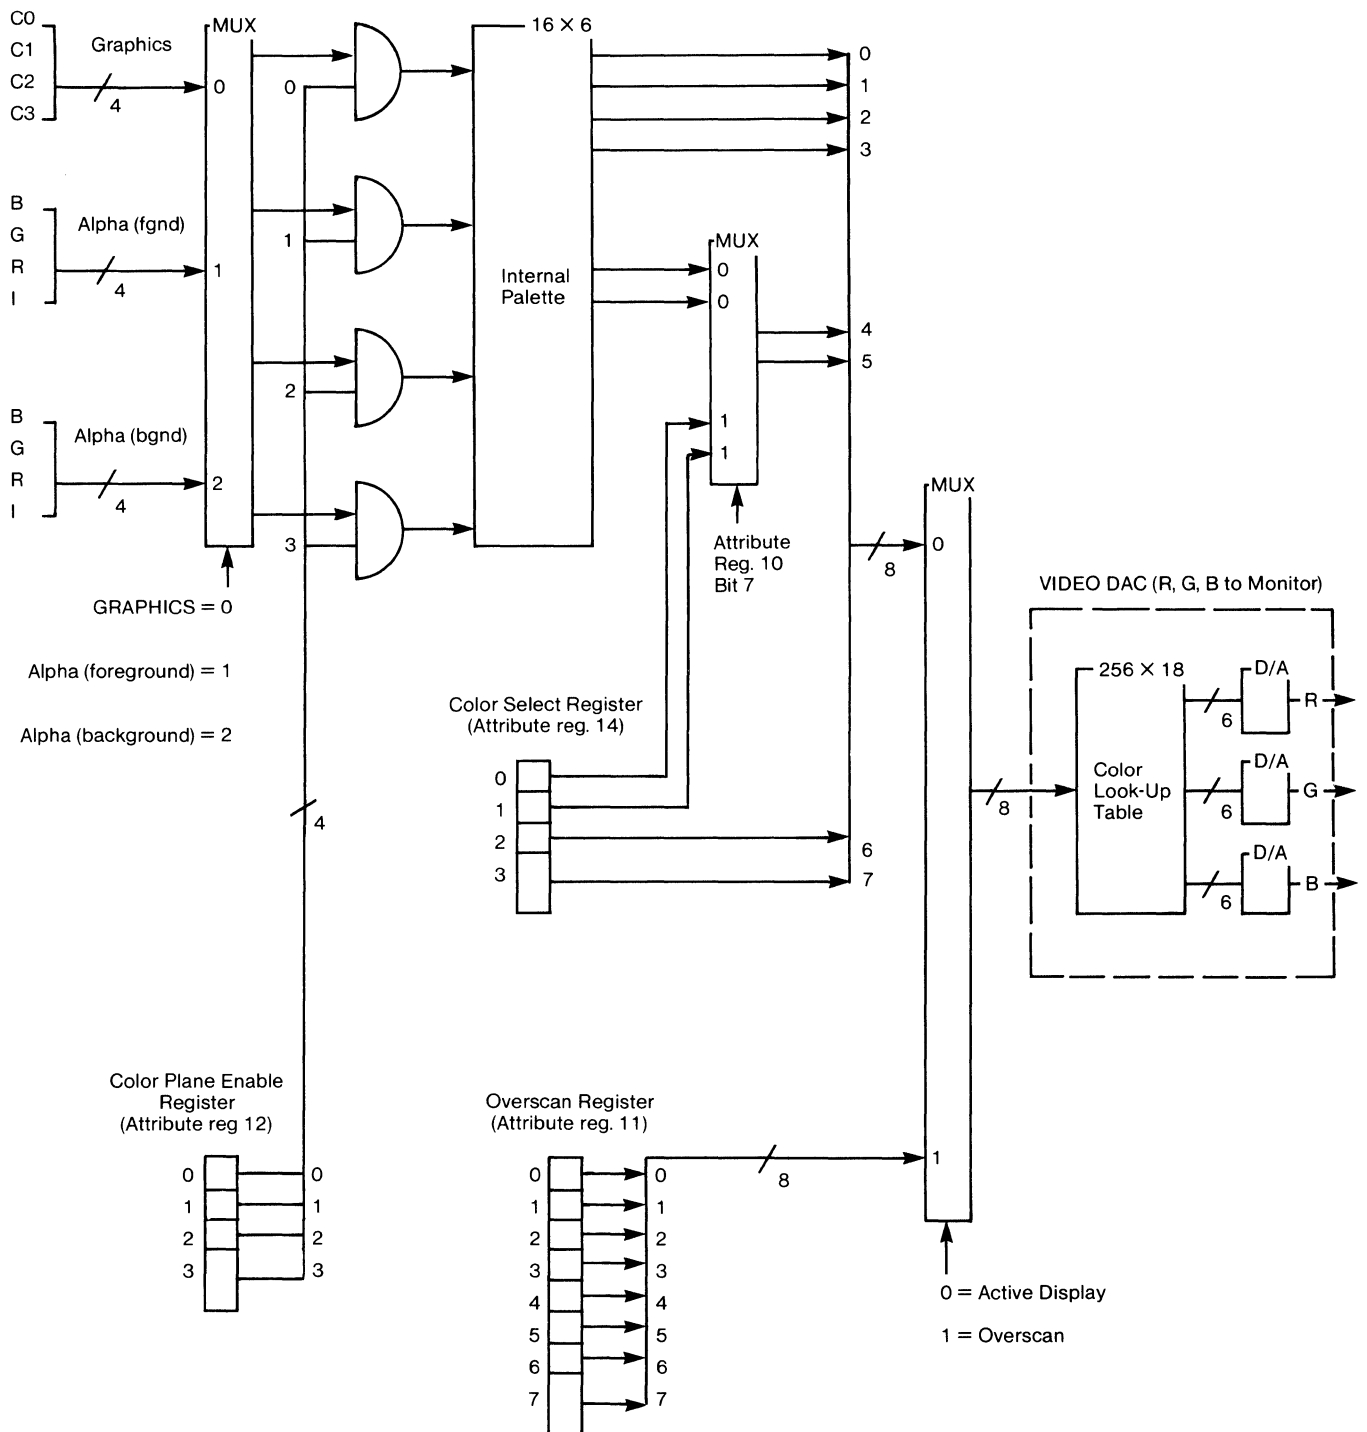 C0
C1
C2
C3
Graphics
4
MUX
0
0
16 × 6
0
1
2
3
B
G
R
I
Alpha (fgnd)
4
1
1
Internal
Palette
MUX
0
0
4
5
2
B
G
R
I
Alpha (bgnd)
4
2
3
1
1
Attribute
Reg. 10
Bit 7
GRAPHICS = 0
Alpha (foreground) = 1
Alpha (background) = 2
4
8
MUX
0
VIDEO DAC (R, G, B to Monitor)
256 × 18
Color
Look-Up
Table
8
6
D/A
R
6
D/A
G
6
D/A
B
Color Select Register
(Attribute reg. 14)
0
1
2
3
6
7
Color Plane Enable
Register
(Attribute reg 12)
0
1
2
3
0
1
2
3
Overscan Register
(Attribute reg. 11)
0
1
2
3
4
5
6
7
0
1
2
3
4
5
6
7
8
1
0 = Active Display
1 = Overscan